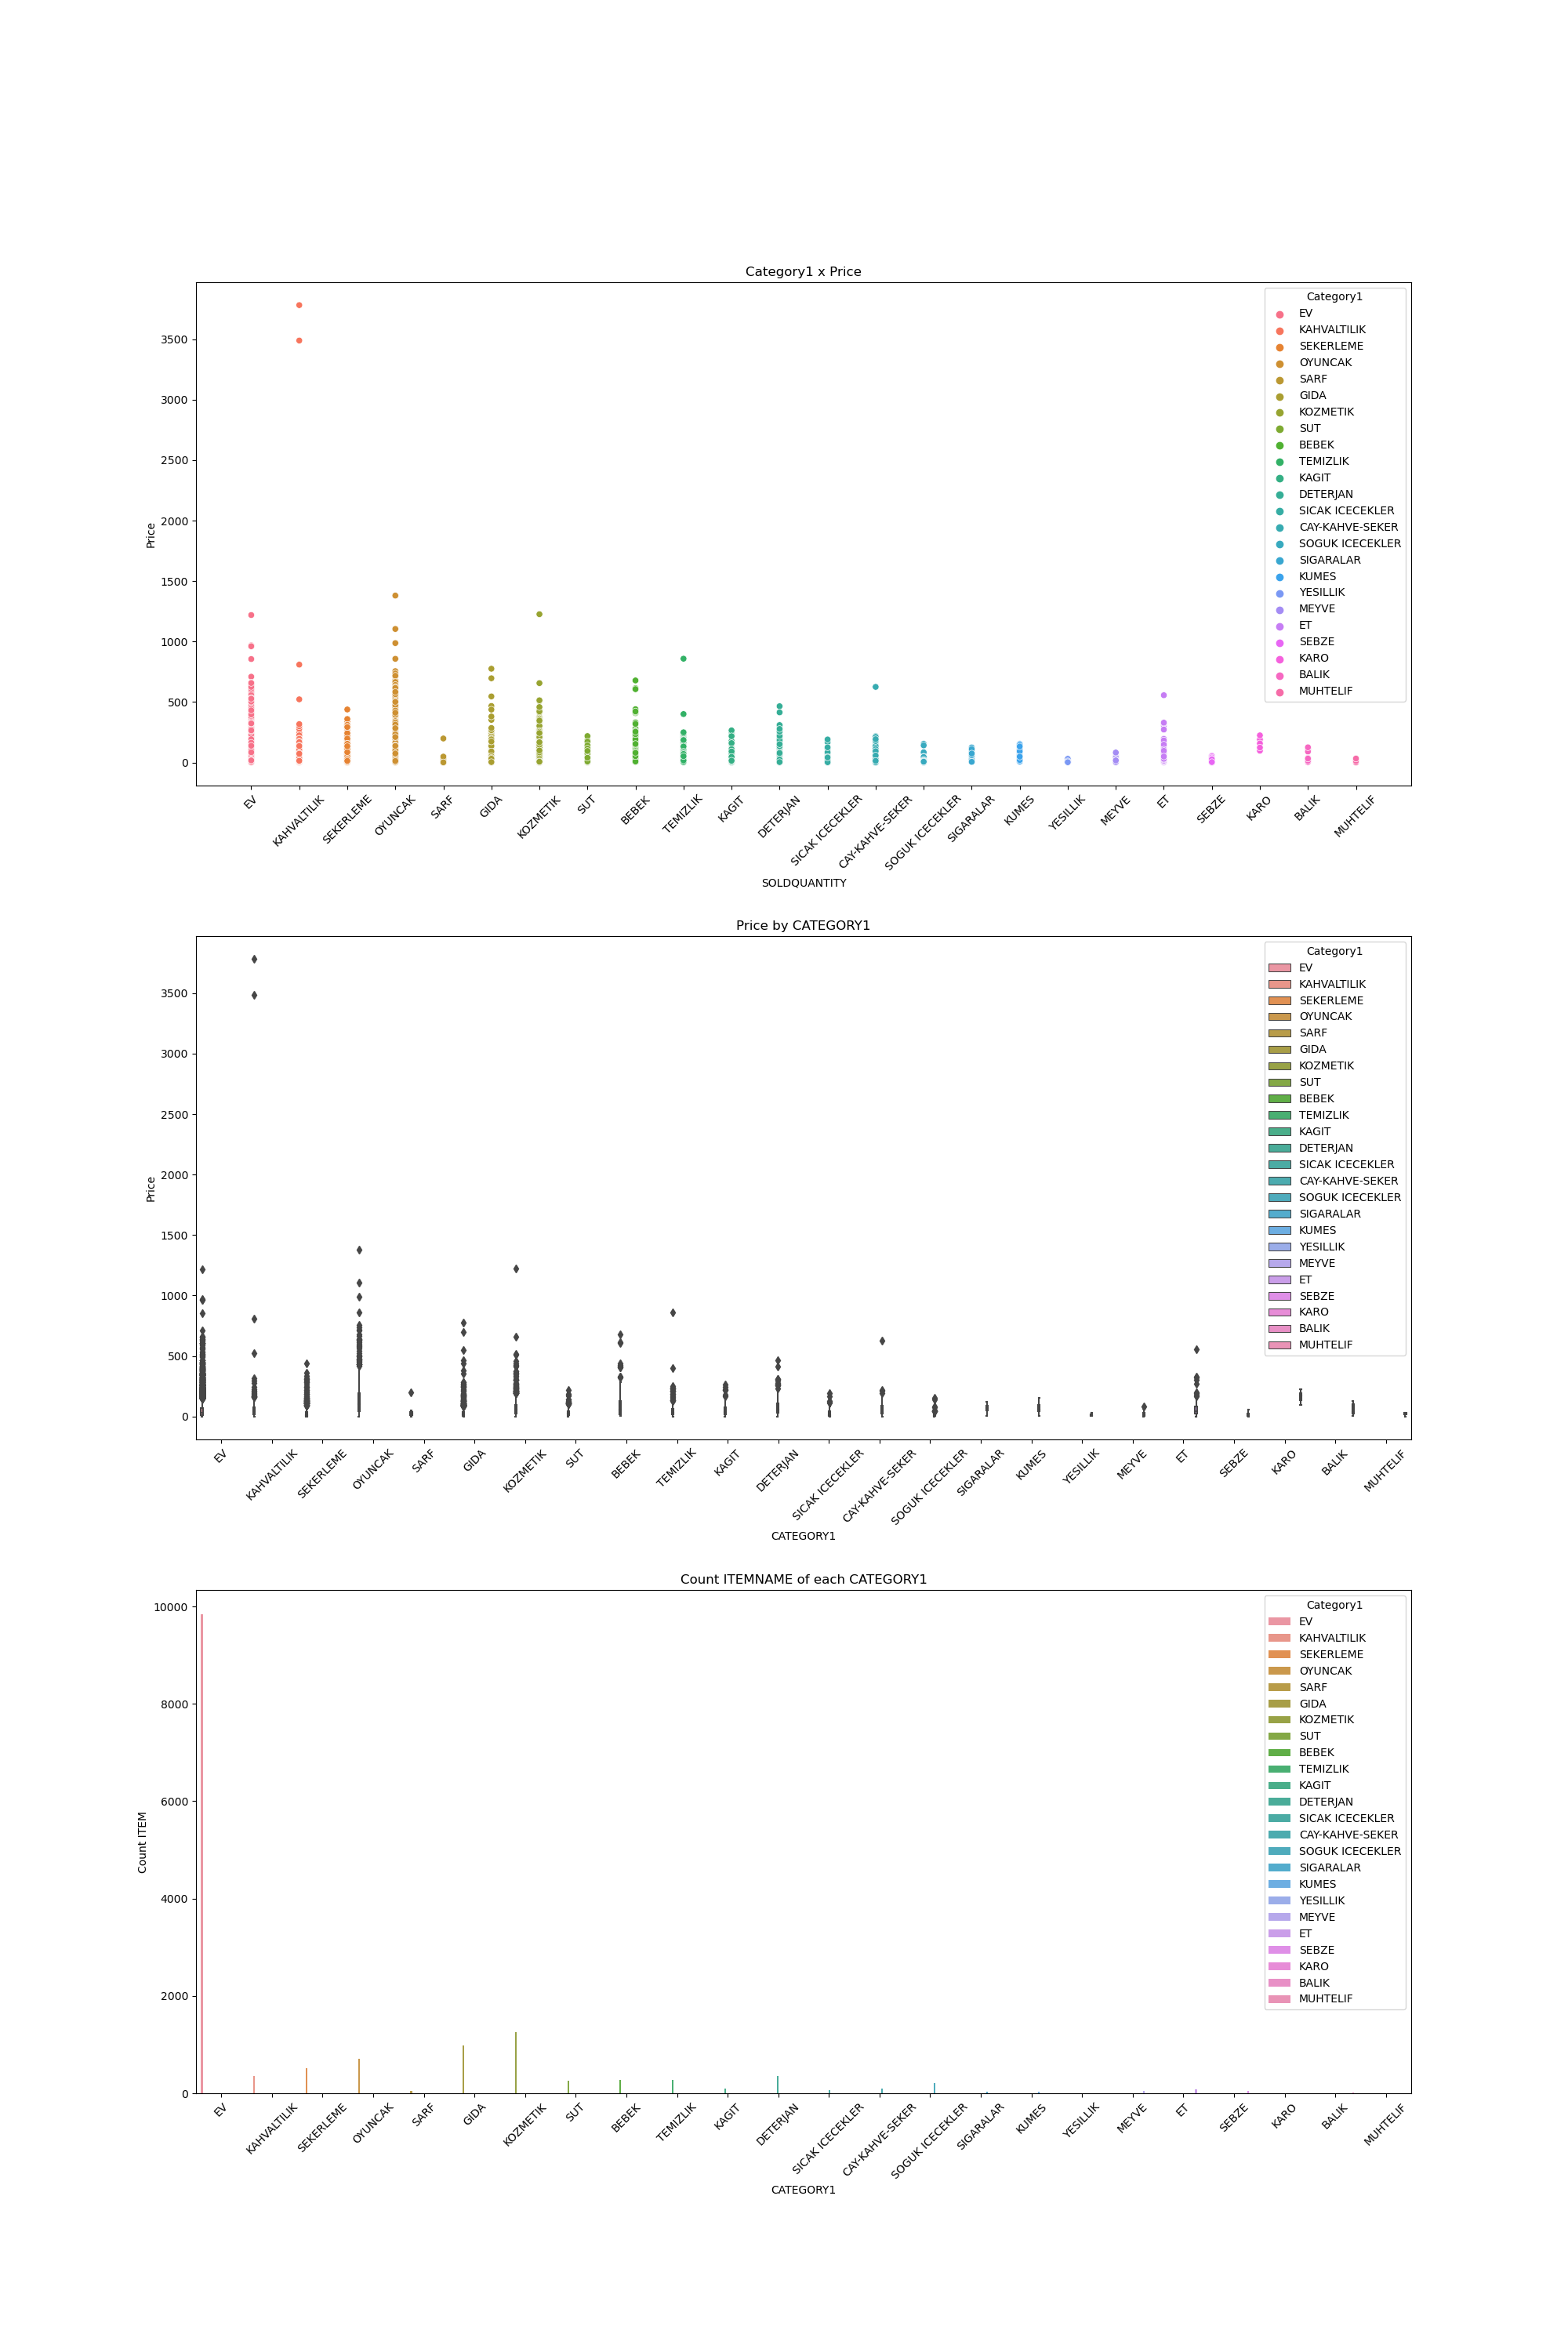 Category1 x Price
Price
3500
3000
2500
2000
1500
1000
500
0
Category1
EV
KAHVALTILIK
SEKERLEME
OYUNCAK
SARF
GIDA
KOZMETIK
SUT
BEBEK
TEMIZLIK
KAGIT
DETERJAN
SICAK ICECEKLER
CAY-KAHVE-SEKER
SOGUK ICECEKLER
SIGARALAR
KUMES
YESILLIK
MEYVE
ET
SEBZE
KARO
BALIK
MUHTELIF
EV
KAHVALTILIK
SEKERLEME
OYUNCAK
SARF
GIDA
KOZMETIK
SUT
BEBEK
TEMIZLIK
KAGIT
DETERJAN
SICAK ICECEKLER
CAY-KAHVE-SEKER
SOGUK ICECEKLER
SIGARALAR
KUMES
YESILLIK
MEYVE
ET
SEBZE
KARO
BALIK
MUHTELIF
SOLDQUANTITY
Price by CATEGORY1
Price
3500
3000
2500
2000
1500
1000
500
0
Category1
EV
KAHVALTILIK
SEKERLEME
OYUNCAK
SARF
GIDA
KOZMETIK
SUT
BEBEK
TEMIZLIK
KAGIT
DETERJAN
SICAK ICECEKLER
CAY-KAHVE-SEKER
SOGUK ICECEKLER
SIGARALAR
KUMES
YESILLIK
MEYVE
ET
SEBZE
KARO
BALIK
MUHTELIF
EV
KAHVALTILIK
SEKERLEME
OYUNCAK
SARF
GIDA
KOZMETIK
SUT
BEBEK
TEMIZLIK
KAGIT
DETERJAN
SICAK ICECEKLER
CAY-KAHVE-SEKER
SOGUK ICECEKLER
SIGARALAR
KUMES
YESILLIK
MEYVE
ET
SEBZE
KARO
BALIK
MUHTELIF
CATEGORY1
Count ITEMNAME of each CATEGORY1
Count ITEM
10000
8000
6000
4000
2000
0
Category1
EV
KAHVALTILIK
SEKERLEME
OYUNCAK
SARF
GIDA
KOZMETIK
SUT
BEBEK
TEMIZLIK
KAGIT
DETERJAN
SICAK ICECEKLER
CAY-KAHVE-SEKER
SOGUK ICECEKLER
SIGARALAR
KUMES
YESILLIK
MEYVE
ET
SEBZE
KARO
BALIK
MUHTELIF
EV
KAHVALTILIK
SEKERLEME
OYUNCAK
SARF
GIDA
KOZMETIK
SUT
BEBEK
TEMIZLIK
KAGIT
DETERJAN
SICAK ICECEKLER
CAY-KAHVE-SEKER
SOGUK ICECEKLER
SIGARALAR
KUMES
YESILLIK
MEYVE
ET
SEBZE
KARO
BALIK
MUHTELIF
CATEGORY1